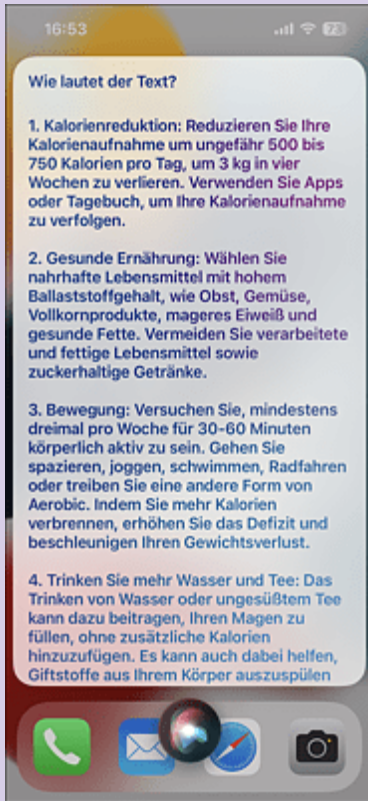 16:53
73
Wie lautet der Text?
1. Kalorienreduktion: Reduzieren Sie Ihre
Kalorienaufnahme um ungefähr 500 bis
750 Kalorien pro Tag, um 3 kg in vier
Wochen zu verlieren. Verwenden Sie Apps
oder Tagebuch, um Ihre Kalorienaufnahme
zu verfolgen.
2. Gesunde Ernährung: Wählen Sie
nahrhafte Lebensmittel mit hohem
Ballaststoffgehalt, wie Obst, Gemüse,
Vollkornprodukte, mageres Eiweiß und
gesunde Fette. Vermeiden Sie verarbeitete
und fettige Lebensmittel sowie
zuckerhaltige Getränke.
3. Bewegung: Versuchen Sie, mindestens
dreimal pro Woche für 30-60 Minuten
körperlich aktiv zu sein. Gehen Sie
spazieren, joggen, schwimmen, Radfahren
oder treiben Sie eine andere Form von
Aerobic. Indem Sie mehr Kalorien
verbrennen, erhöhen Sie das Defizit und
beschleunigen Ihren Gewichtsverlust.
4. Trinken Sie mehr Wasser und Tee: Das
Trinken von Wasser oder ungesüßtem Tee
kann dazu beitragen, Ihren Magen zu
füllen, ohne zusätzliche Kalorien
hinzuzufügen. Es kann auch dabei helfen,
Giftstoffe aus Ihrem Körper auszuspülen